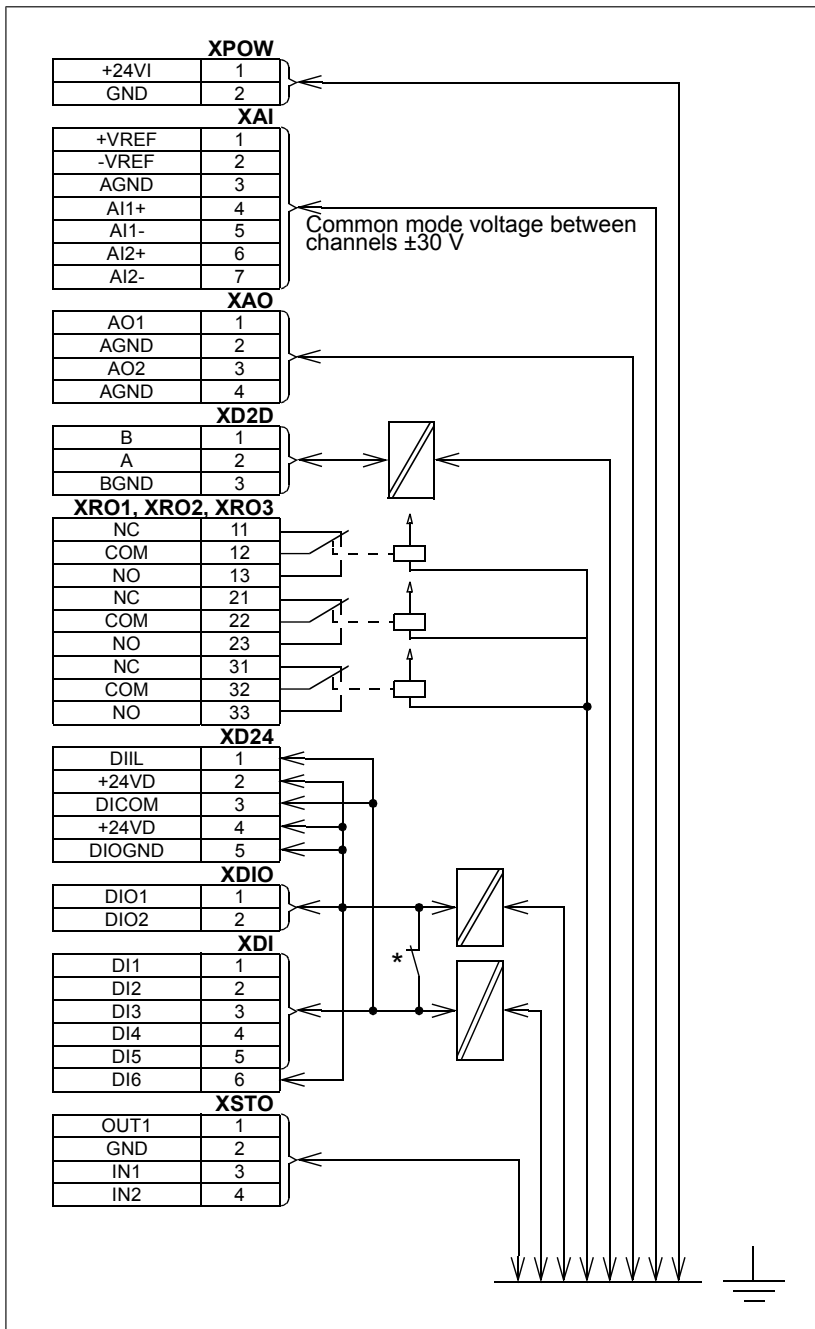 XPOW
+24VI 1
GND 2
XAI
+VREF 1
-VREF 2
AGND 3
AI1+ 4
AI1- 5
AI2+ 6
AI2- 7
Common mode voltage between
channels ±30 V
XAO
AO1 1
AGND 2
AO2 3
AGND 4
XD2D
B 1
A 2
BGND 3
XRO1, XRO2, XRO3
NC 11
COM 12
NO 13
NC 21
COM 22
NO 23
NC 31
COM 32
NO 33
XD24
DIIL 1
+24VD 2
DICOM 3
+24VD 4
DIOGND 5
XDIO
DIO1 1
DIO2 2
XDI
DI1 1
DI2 2
DI3 3
DI4 4
DI5 5
DI6 6
*
XSTO
OUT1 1
GND 2
IN1 3
IN2 4